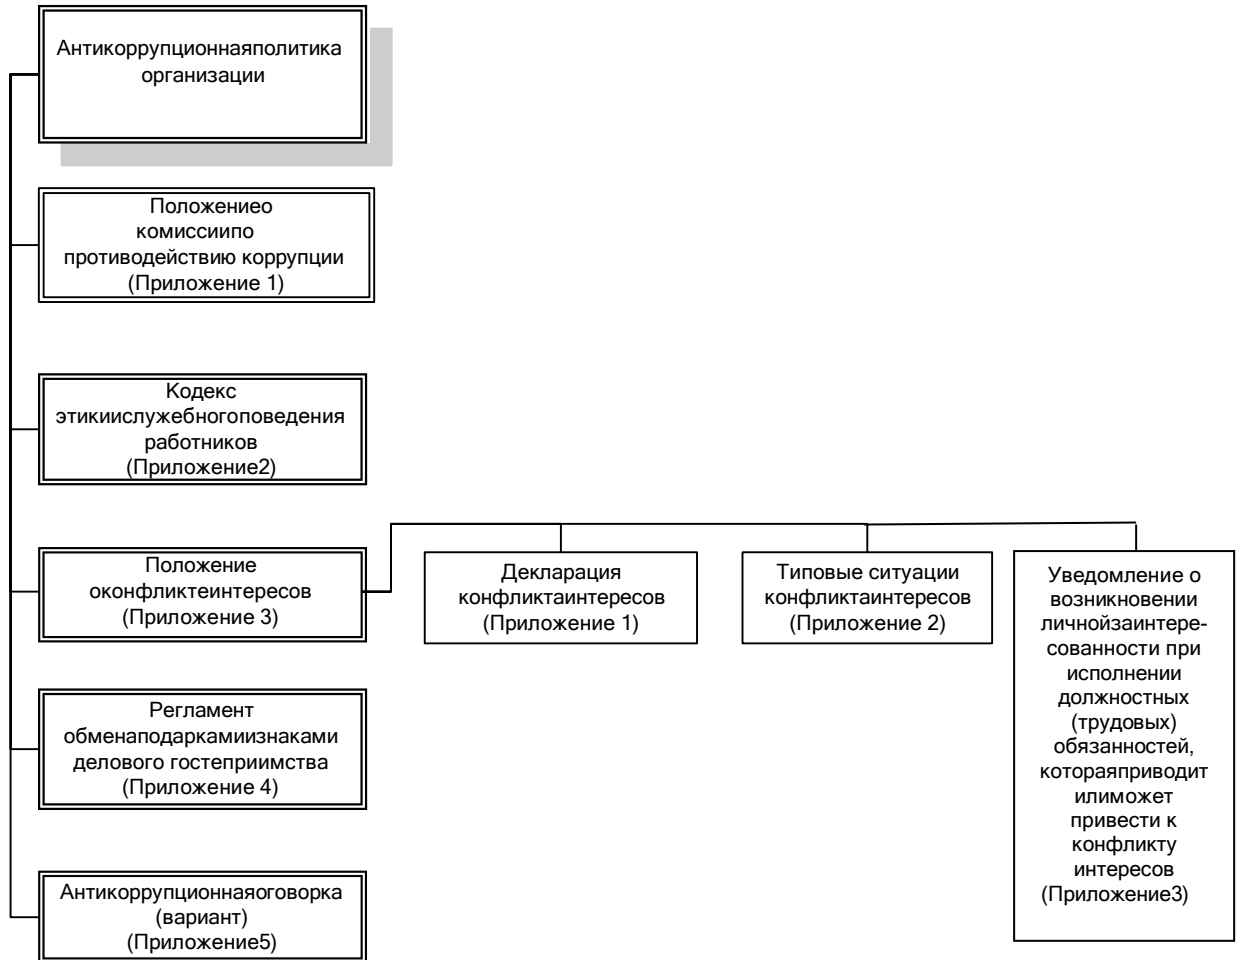 Антикоррупционнаяполитика
организации
Положениео
комиссиипо
противодействию коррупции
(Приложение 1)
Кодекс
этикиислужебногоповедения
работников
(Приложение2)
Положение
оконфликтеинтересов
(Приложение 3)
Декларация
конфликтаинтересов
(Приложение 1)
Типовые ситуации
конфликтаинтересов
(Приложение 2)
Уведомление о
возникновении
личнойзаинтере-
сованности при
исполнении
должностных
(трудовых)
обязанностей,
котораяприводит
илиможет
привести к
конфликту
интересов
(Приложение3)
Регламент
обменаподаркамиизнаками
делового гостеприимства
(Приложение 4)
Антикоррупционнаяоговорка
(вариант)
(Приложение5)